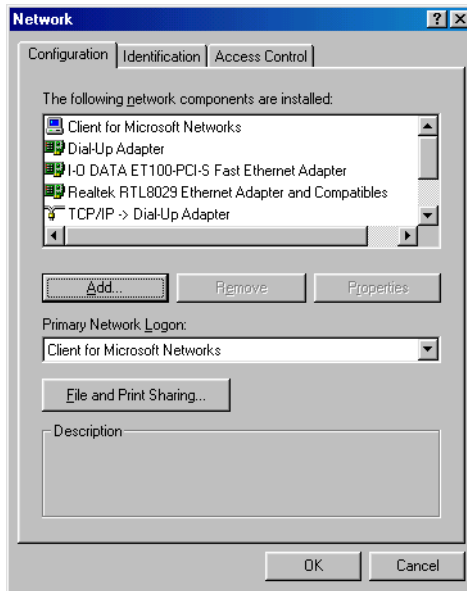 Network
Configuration Identification Access Control
The following network components are installed:
Client for Microsoft Networks
Dial-Up Adapter
I-O DATA ET100-PCI-S Fast Ethernet Adapter
Realtek RTL8029 Ethernet Adapter and Compatibles
TCP/IP -> Dial-Up Adapter
Add... Remove Properties
Primary Network Logon:
Client for Microsoft Networks
File and Print Sharing...
Description
OK Cancel